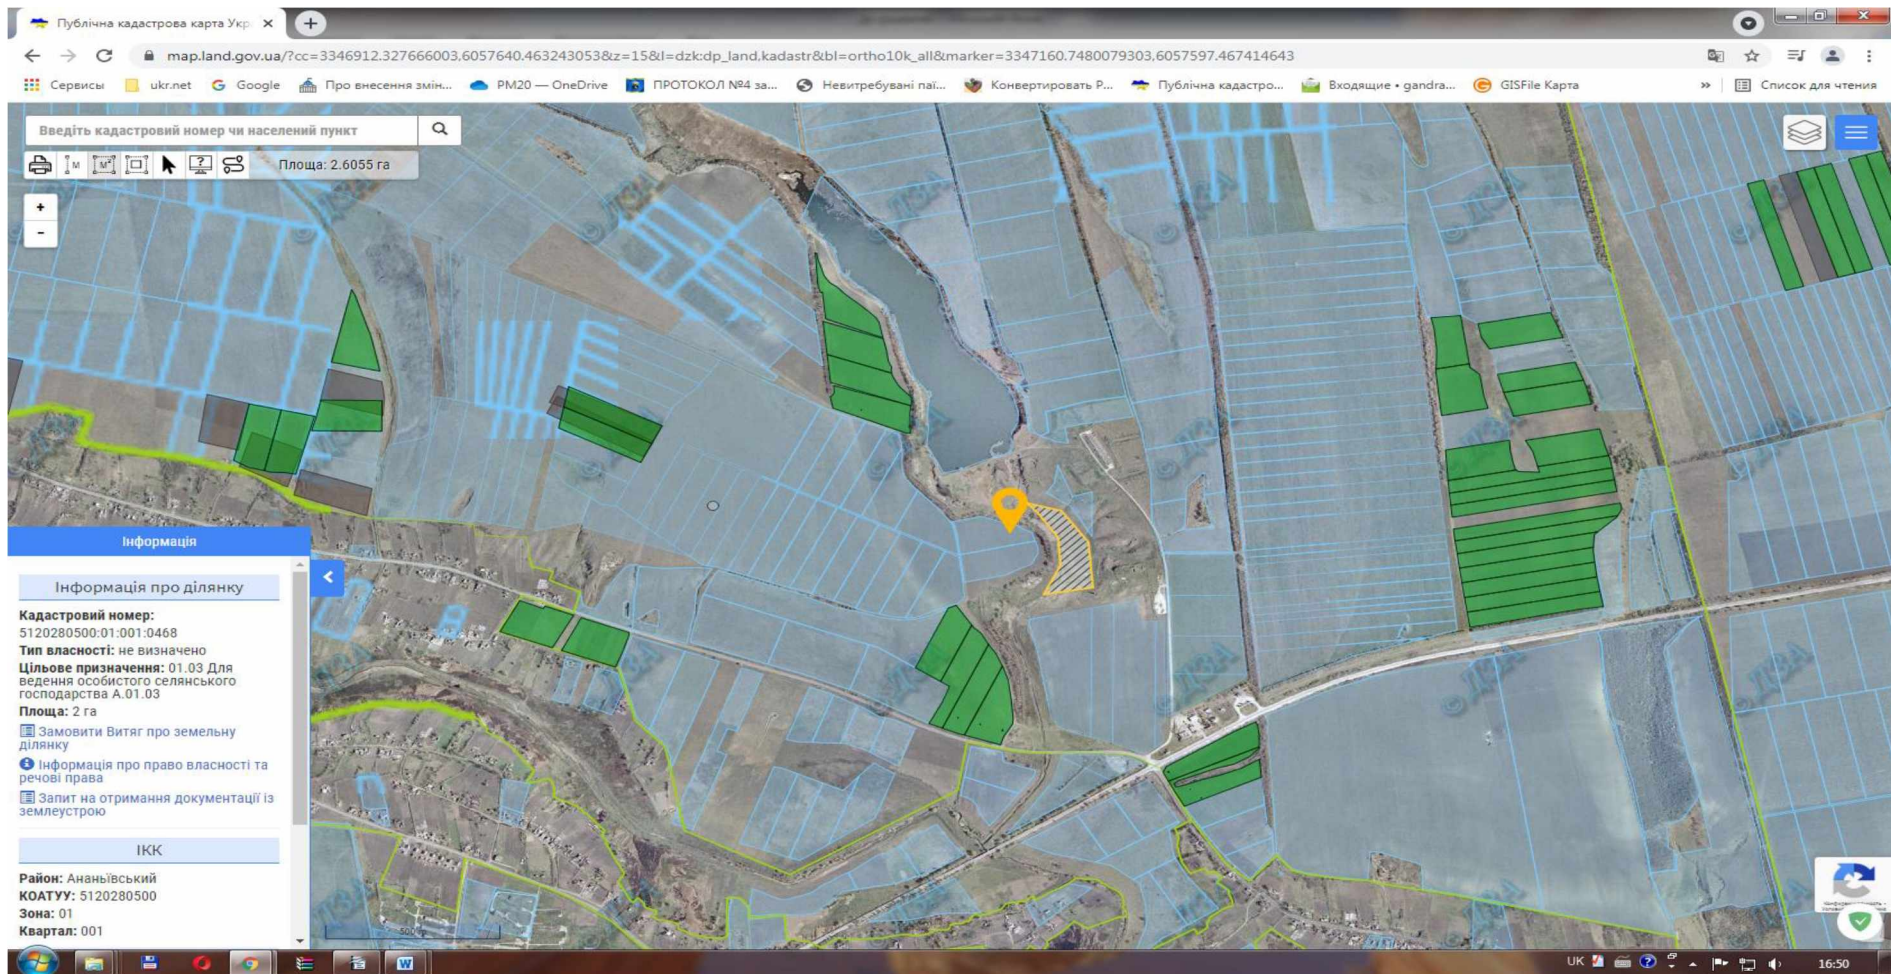 Публічна кадастрова карта Укр
map.land.gov.ua/?cc=3346912.327666003,6057640.463243053&z=15&l=dzk:dp_land,kadastr&bl=ortho10k_all&marker=3347160.7480079303,6057597.467414643
Сервисы ukr.net Google Про внесення змін... PM20 — OneDrive ПРОТОКОЛ №4 за... Невитребувані паї... Конвертировать Р... Публічна кадастро... Входящие • gandra... GISFile Карта » Список для чтения
Введіть кадастровий номер чи населений пункт
Площа: 2.6055 га
+
-
Інформація
Інформація про ділянку
Кадастровий номер:
5120280500:01:001:0468
Тип власності: не визначено
Цільове призначення: 01.03 Для
ведення особистого селянського
господарства А.01.03
Площа: 2 га
Замовити Витяг про земельну
ділянку
Інформація про право власності та
речові права
Запит на отримання документації із
землеустрою
ІКК
Район: Ананьївський
КОАТУУ: 5120280500
Зона: 01
Квартал: 001
© ДЗА
UK 16:50